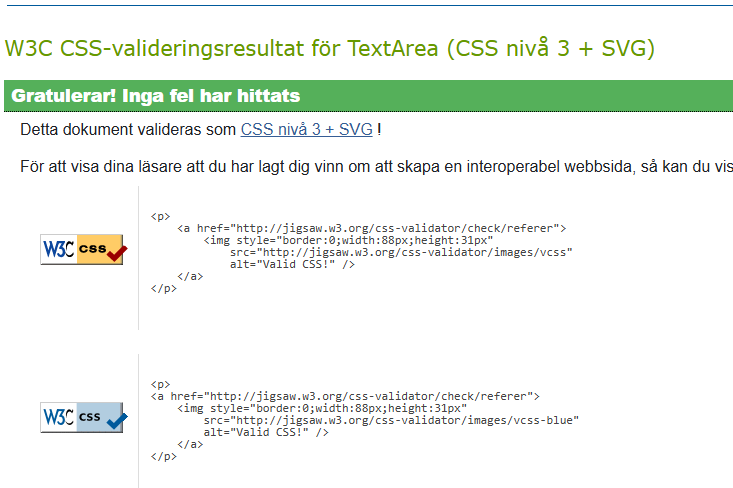 W3C CSS-valideringsresultat för TextArea (CSS nivå 3 + SVG)
Gratulerar! Inga fel har hittats
Detta dokument valideras som CSS nivå 3 + SVG !
För att visa dina läsare att du har lagt dig vinn om att skapa en interoperabel webbsida, så kan du vis
<p>
<a href="http://jigsaw.w3.org/css-validator/check/referer">
<img style="border:0;width:88px;height:31px"
W3C css
src="http://jigsaw.w3.org/css-validator/images/vcss"
alt="Valid CSS!" />
</a>
</p>
<p>
<a href="http://jigsaw.w3.org/css-validator/check/referer">
<img style="border:0;width:88px;height:31px"
W3C css
src="http://jigsaw.w3.org/css-validator/images/vcss-blue"
alt="Valid CSS!" />
</a>
</p>